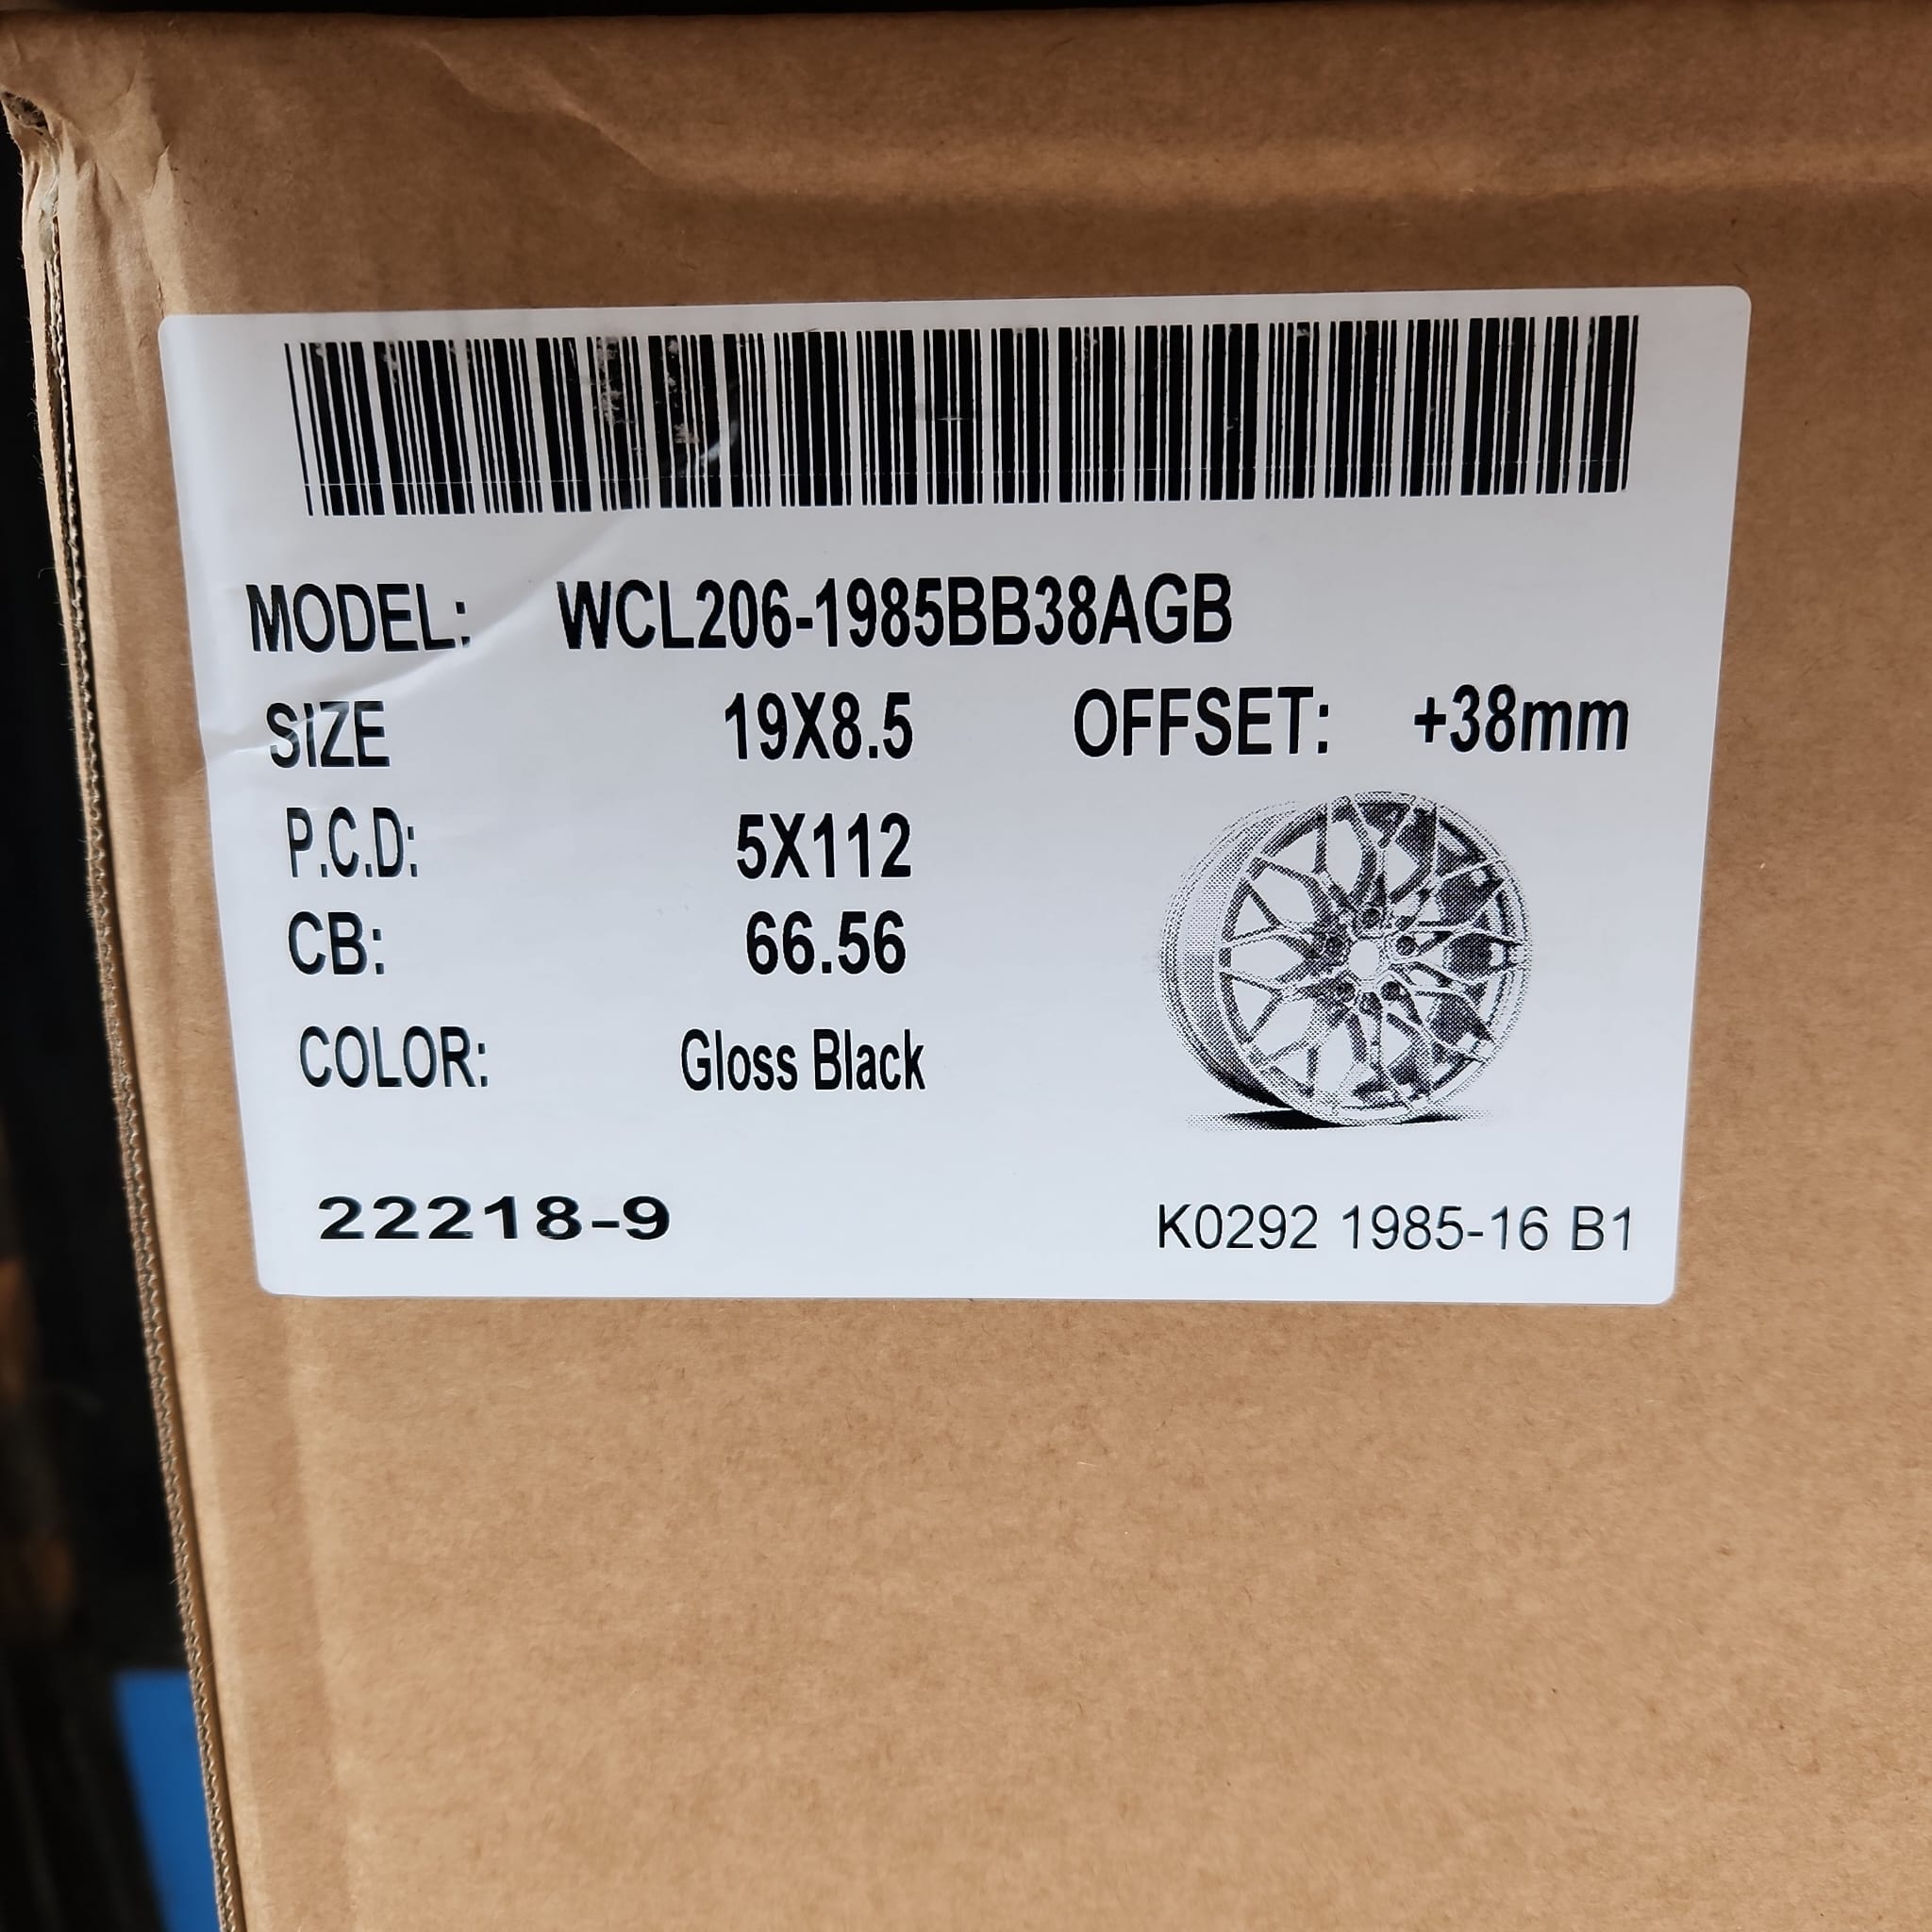 MODEL: WCL206-1985BB38AGB
SIZE 19X8.5 OFFSET: +38mm
P.C.D: 5X112
CB: 66.56
COLOR: Gloss Black
22218-9 K0292 1985-16 B1